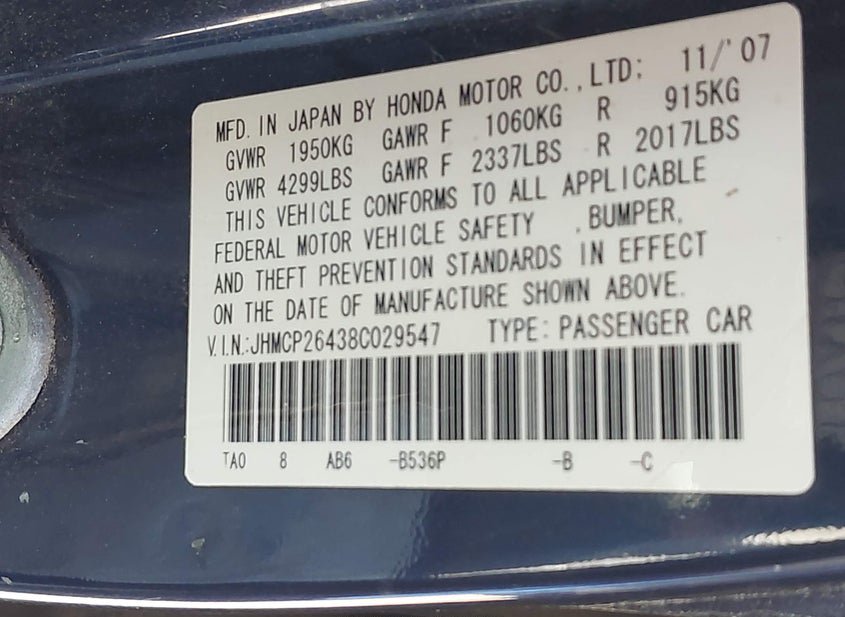 MFD. IN JAPAN BY HONDA MOTOR CO.,LTD; 11/'07
GVWR 1950KG GAWR F 1060KG R 915KG
GVWR 4299LBS GAWR F 2337LBS R 2017LBS
THIS VEHICLE CONFORMS TO ALL APPLICABLE
FEDERAL MOTOR VEHICLE SAFETY , BUMPER,
AND THEFT PREVENTION STANDARDS IN EFFECT
ON THE DATE OF MANUFACTURE SHOWN ABOVE.
V.I.N.:JHMCP26438C029547 TYPE: PASSENGER CAR
TA0 8 AB6 -B536P -B -C